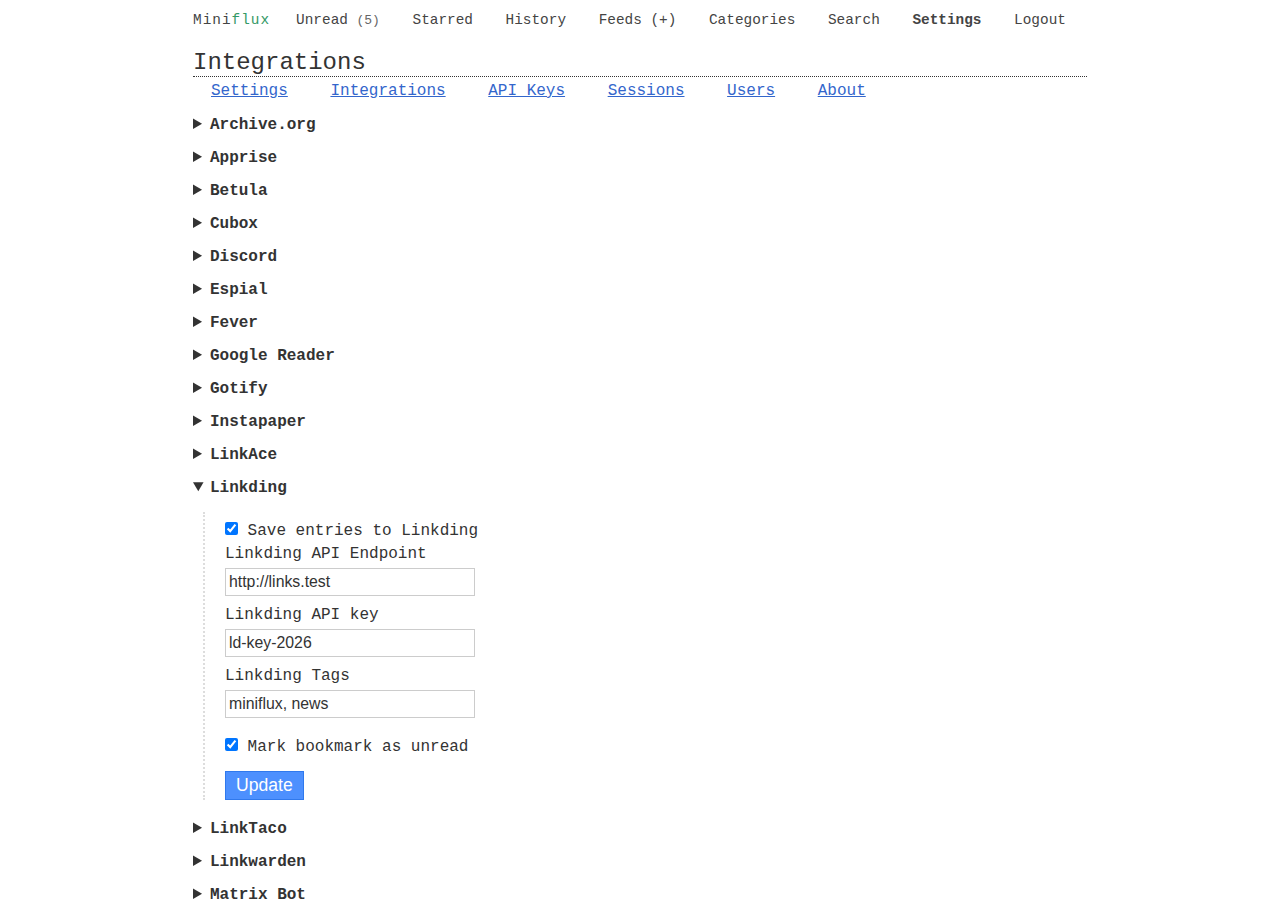 Miniflux Unread (5) Starred History Feeds (+) Categories Search Settings Logout
Integrations
Settings Integrations API Keys Sessions Users About
Archive.org
Apprise
Betula
Cubox
Discord
Espial
Fever
Google Reader
Gotify
Instapaper
LinkAce
Linkding
Save entries to Linkding
Linkding API Endpoint
http://links.test
Linkding API key
ld-key-2026
Linkding Tags
miniflux, news
Mark bookmark as unread
Update
LinkTaco
Linkwarden
Matrix Bot